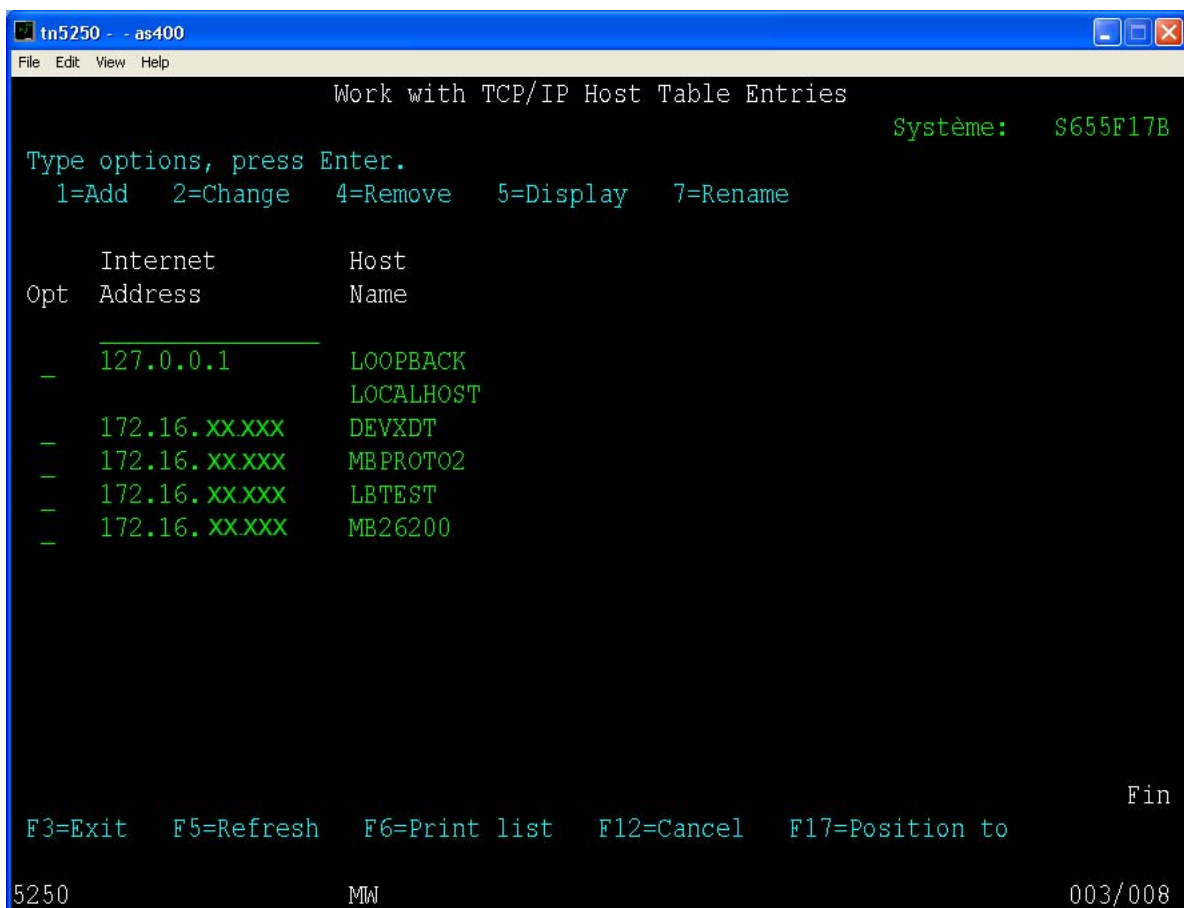 tn5250 - - as400
File Edit View Help
Work with TCP/IP Host Table Entries
Système: S655F17B
Type options, press Enter.
1=Add 2=Change 4=Remove 5=Display 7=Rename
Internet Host
Opt Address Name
_ 127.0.0.1 LOOPBACK
LOCALHOST
_ 172.16. XX.XXX DEVXDT
_ 172.16. XX.XXX MBPROTO2
_ 172.16. XX.XXX LBTEST
_ 172.16. XX.XXX MB26200
Fin
F3=Exit F5=Refresh F6=Print list F12=Cancel F17=Position to
5250 MW 003/008